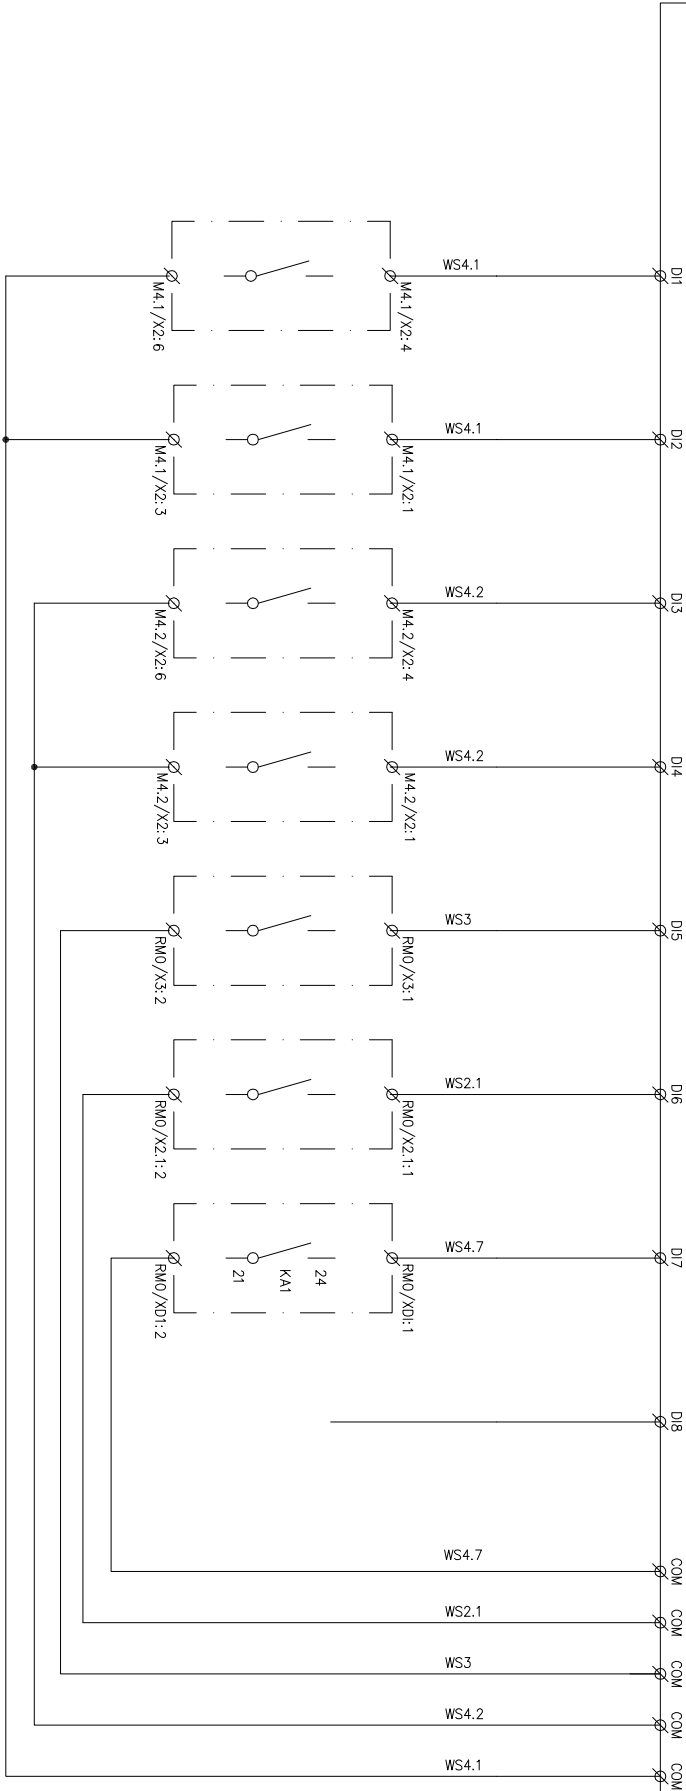 WS4.1
DI1
M4.1/X2:6
M4.1/X2:4
WS4.1
DI2
M4.1/X2:3
M4.1/X2:1
WS4.2
DI3
M4.2/X2:6
M4.2/X2:4
WS4.2
DI4
M4.2/X2:3
M4.2/X2:1
WS3
DI5
RM0/X3:2
RM0/X3:1
WS2.1
DI6
RM0/X2.1:2
RM0/X2.1:1
WS4.7
DI7
RM0/XD1:2
21
KA1
24
RM0/XDI:1
DI8
WS4.7
COM
WS2.1
COM
WS3
COM
WS4.2
COM
WS4.1
COM